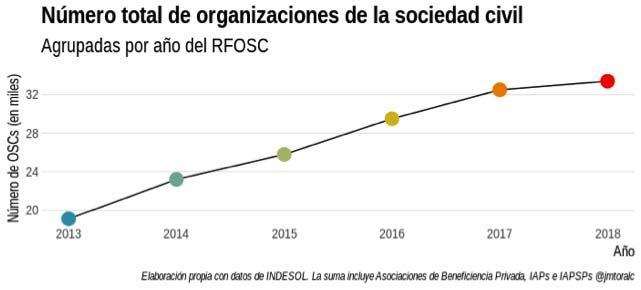 Número total de organizaciones de la sociedad civil
Agrupadas por año del RFOSC
Número de OSCs (en miles)
32
28
24
20
2013 2014 2015 2016 2017 2018
Año
Elaboración propia con datos de INDESOL. La suma incluye Asociaciones de Beneficiencia Privada, IAPs e IAPSPs @jmtoralc